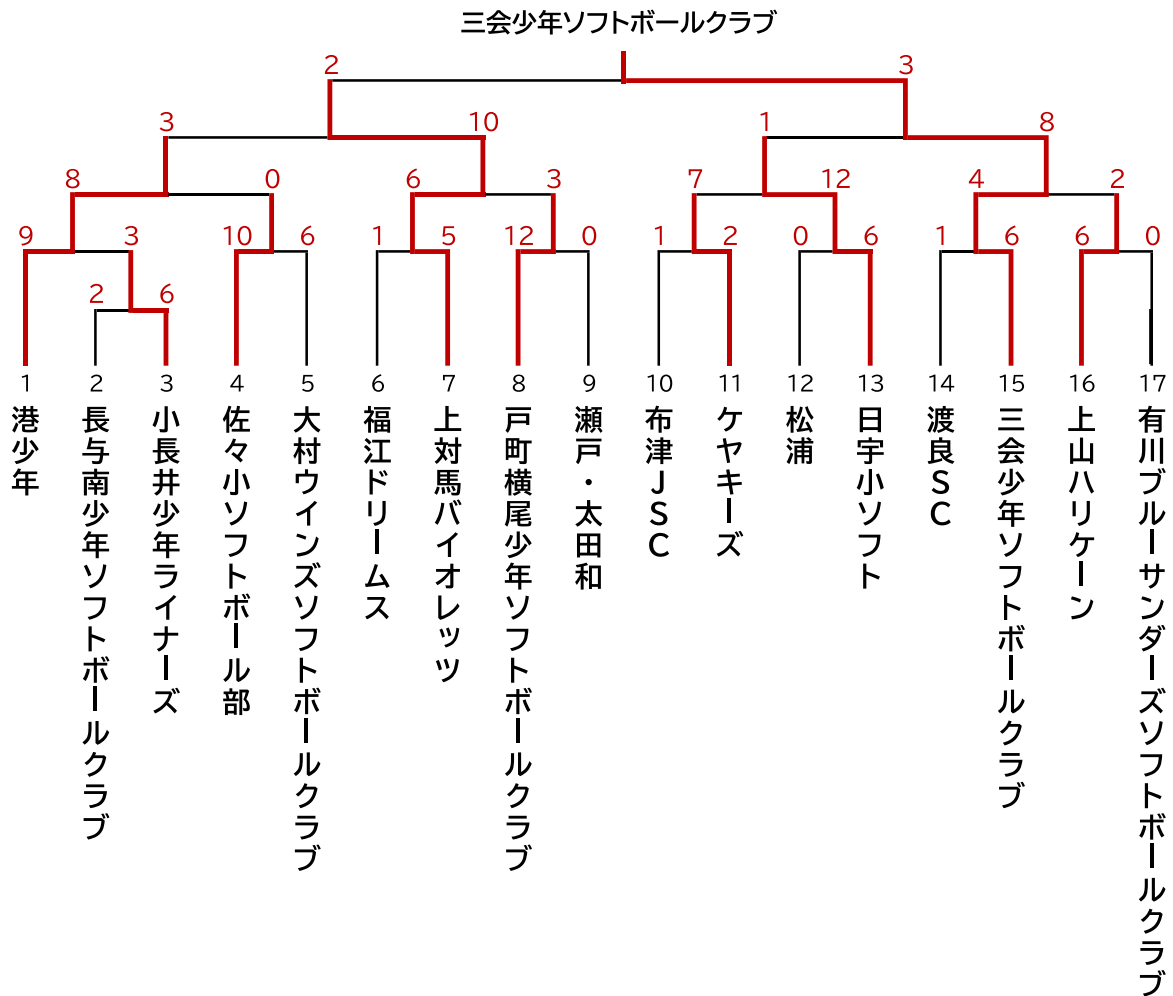 三会少年ソフトボールクラブ
2 3
3 10 1 8
8 0 6 3 7 12 4 2
9 3 10 6 1 5 12 0 1 2 0 6 1 6 6 0
2 6
1 2 3 4 5 6 7 8 9 10 11 12 13 14 15 16 17
港少年
長与南少年ソフトボールクラブ
小長井少年ライナーズ
佐々小ソフトボール部
大村ウインズソフトボールクラブ
福江ドリームス
上対馬バイオレッツ
戸町横尾少年ソフトボールクラブ
瀬戸・太田和
布津JSC
ケヤキーズ
松浦
日宇小ソフト
渡良SC
三会少年ソフトボールクラブ
上山ハリケーン
有川ブルーサンダーズソフトボールクラブ